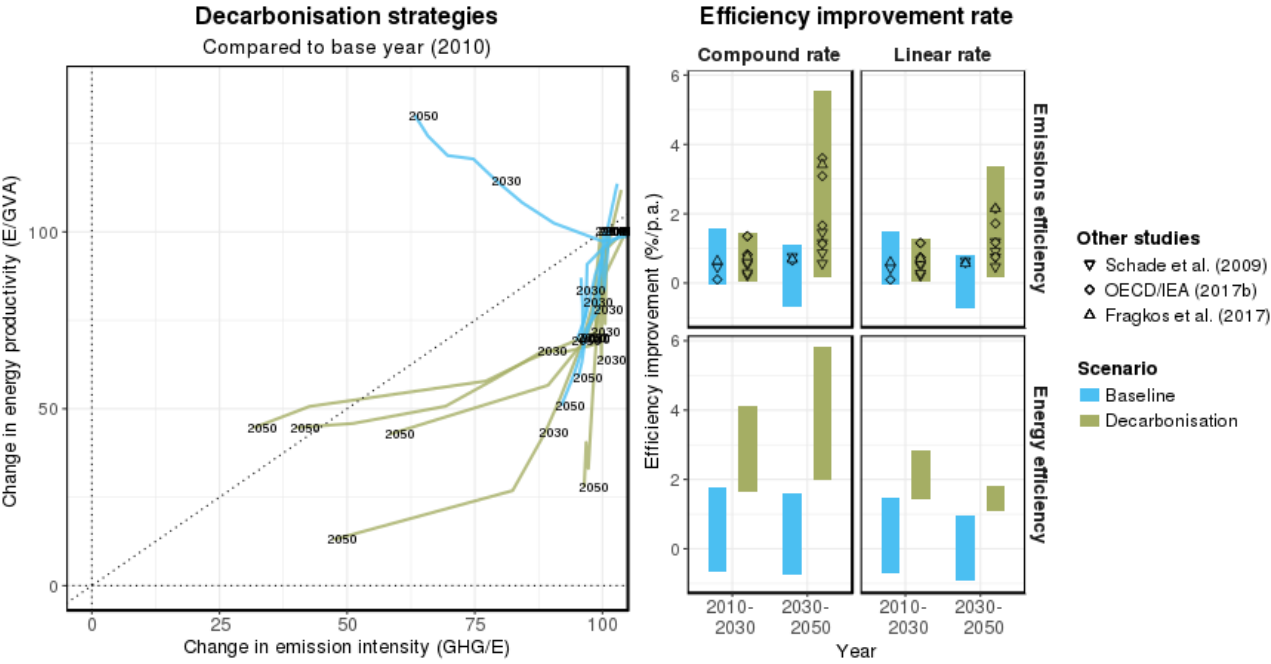 Decarbonisation strategies
Compared to base year (2010)
Change in energy productivity (E/GVA)
100
50
0
2050
2030
2030
2030
2030
2030
2030
2030
2050
2050
2030
2050
2050
2050
2050
2050
0
25
50
75
100
Change in emission intensity (GHG/E)
Efficiency improvement rate
Compound rate
Linear rate
Efficiency improvement (%/p.a.)
6
4
2
0
Emissions efficiency
6
4
2
0
Energy efficiency
2010-
2030
2030-
2050
2010-
2030
2030-
2050
Year
Other studies
Schade et al. (2009)
OECD/IEA (2017b)
Fragkos et al. (2017)
Scenario
Baseline
Decarbonisation